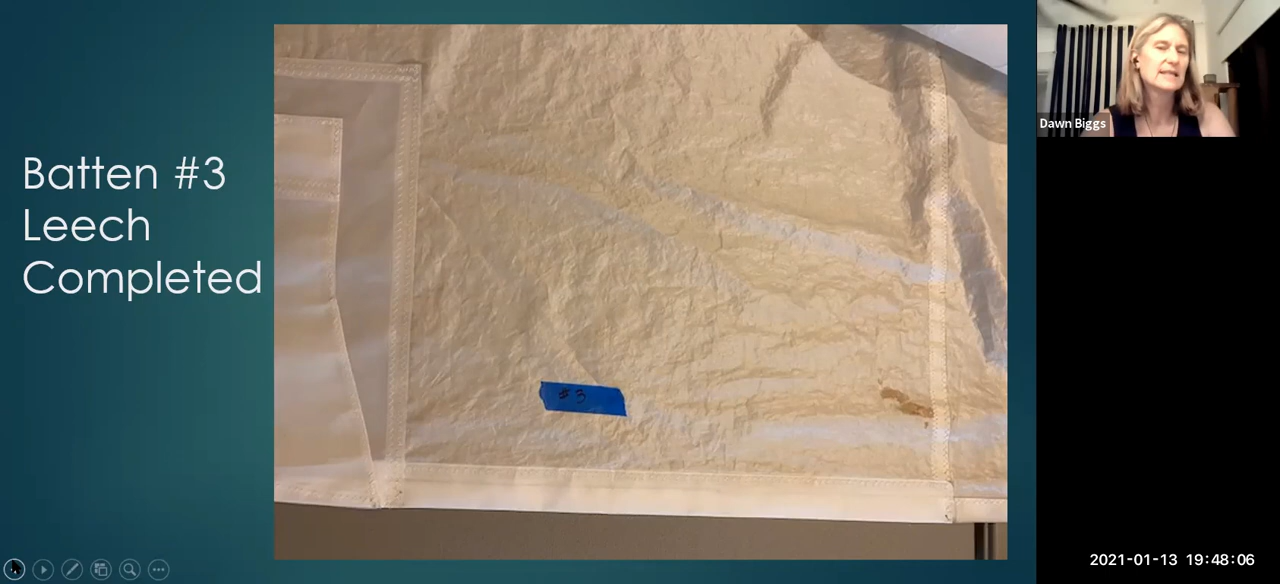 Batten #3
Leech
Completed
#3
Dawn Biggs
2021-01-13 19:48:06